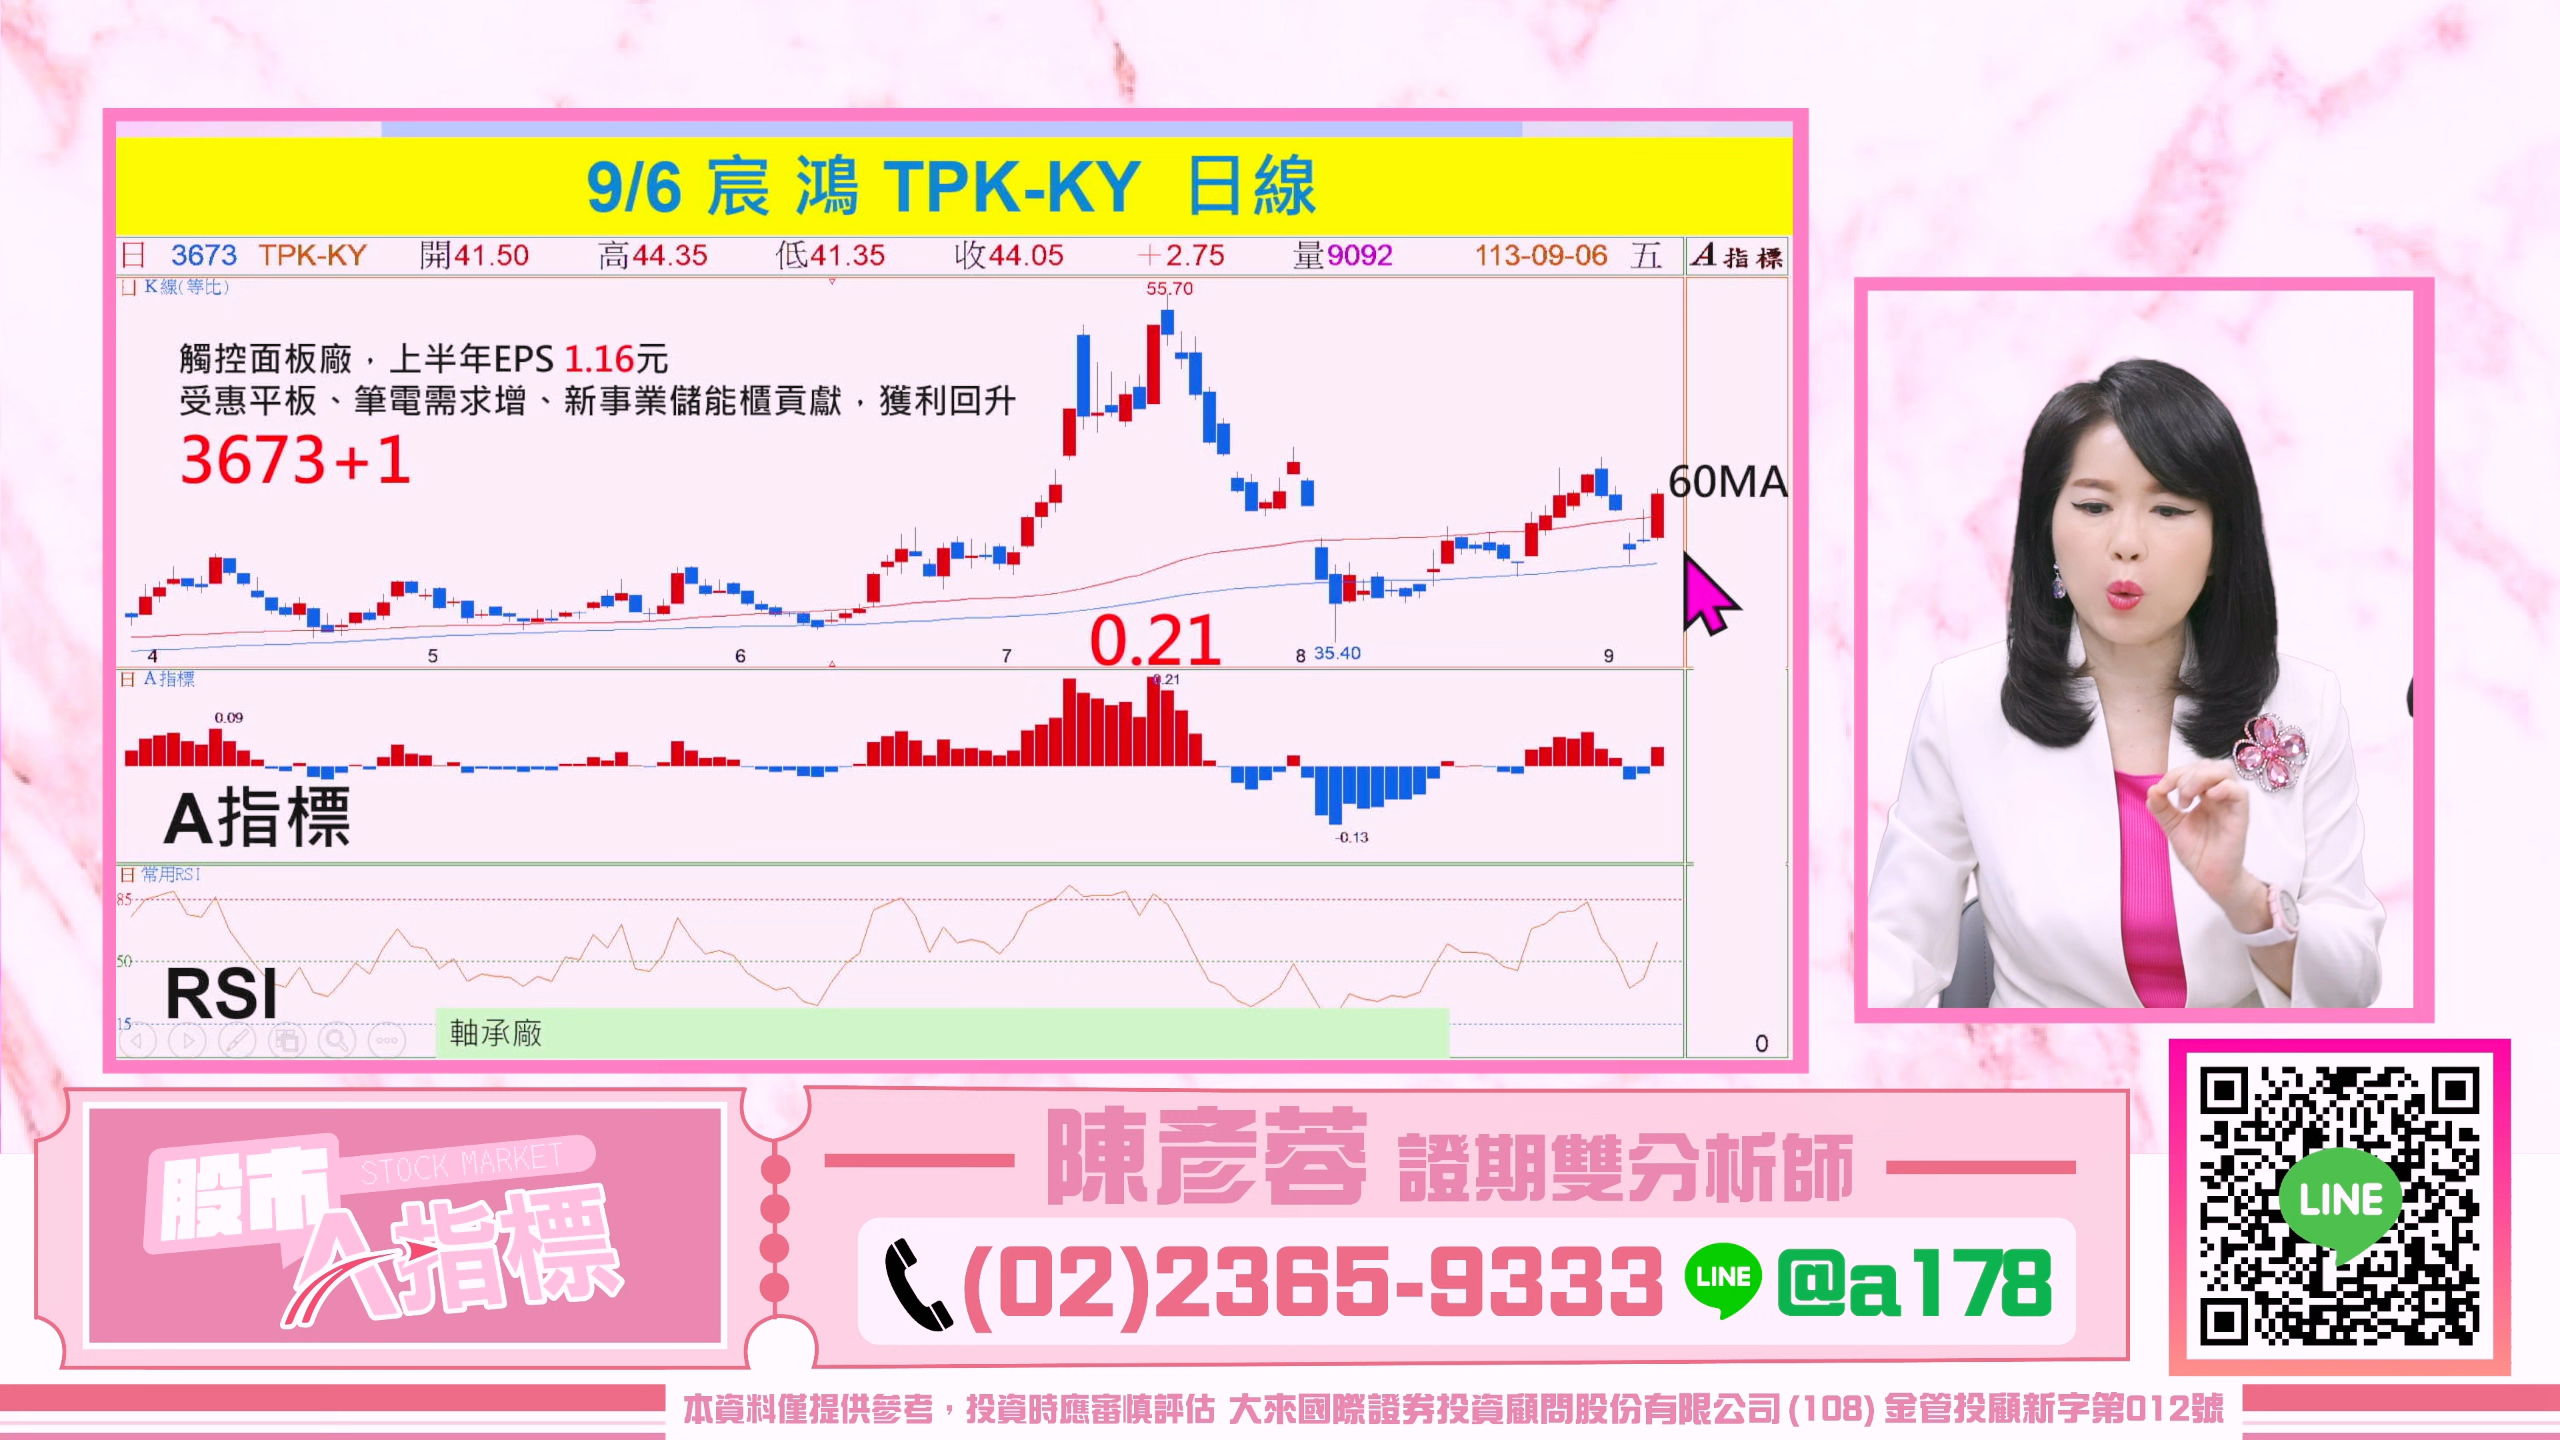 9/6 宸 鴻 TPK-KY 日線
日 3673 TPK-KY 開41.50 高44.35 低41.35 收44.05 +2.75 量9092 113-09-06 五 A指標
日 K線(等比)
55.70
觸控面板廠，上半年EPS 1.16元
受惠平板、筆電需求增、新事業儲能櫃貢獻，獲利回升
3673+1
60MA
0.21
4 5 6 7 8 35.40 9
日 A指標
0.21
0.09
A指標
-0.13
日 常用RSI
85
50
RSI
15
軸承廠
0
股市 STOCK MARKET
A指標
陳彥蓉 證期雙分析師
(02)2365-9333 LINE @a178
LINE
本資料僅提供參考，投資時應審慎評估 大來國際證券投資顧問股份有限公司 (108) 金管投顧新字第012號